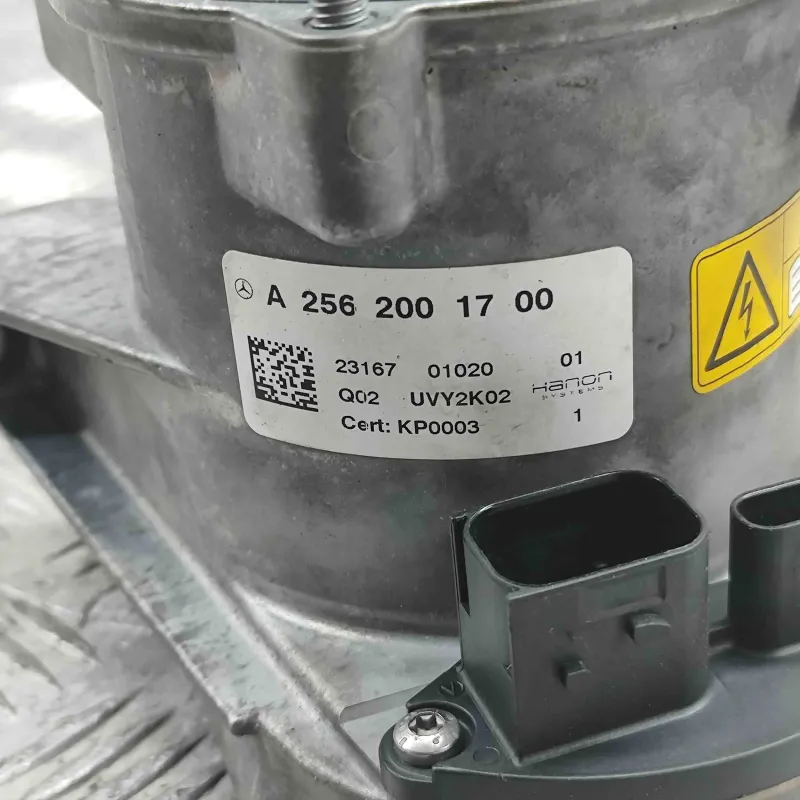 A 256 200 17 00
23167 01020 01
Q02 UVY2K02 Hanon
SYSTEMS
Cert: KP0003 1